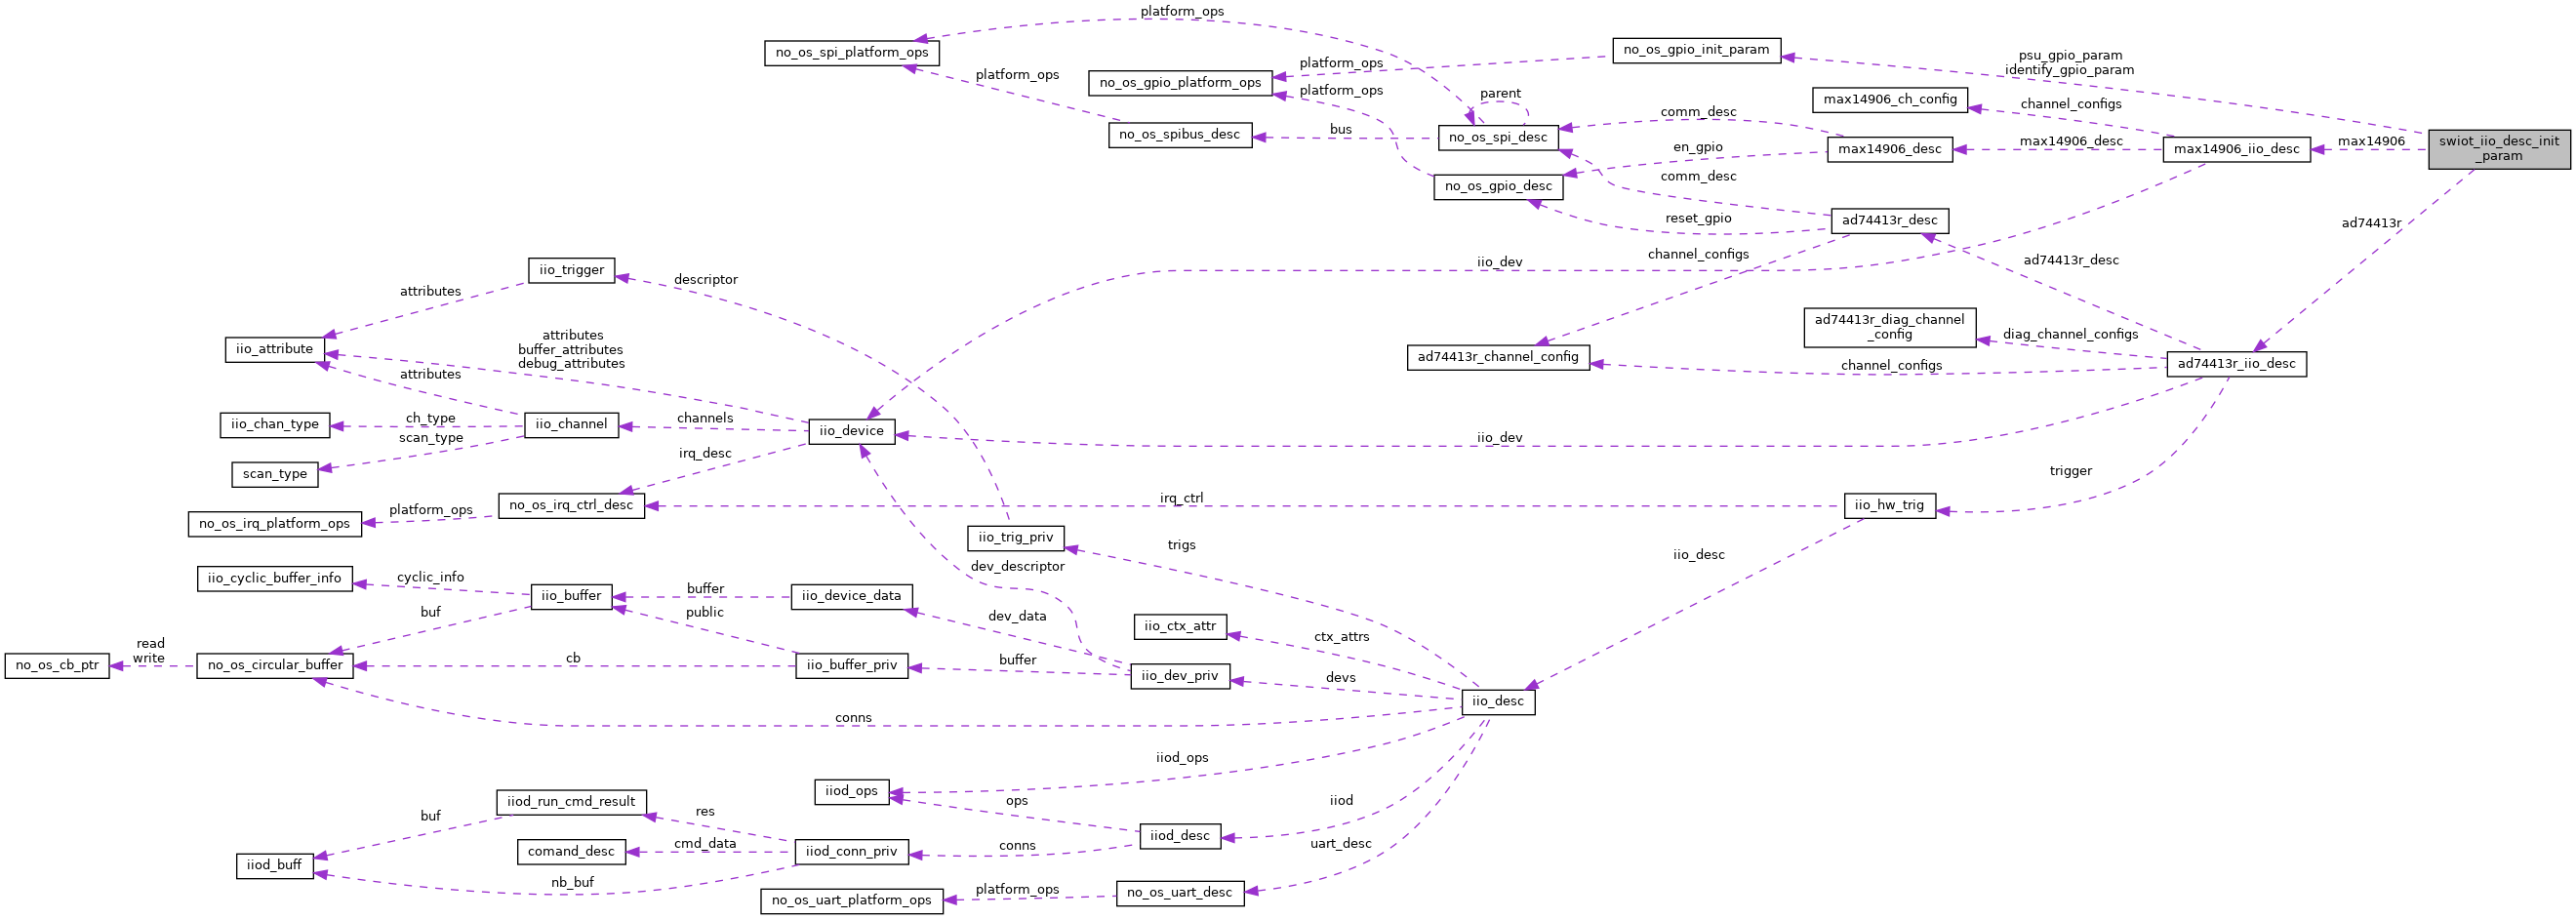 platform_ops
no_os_spi_platform_ops
no_os_gpio_init_param
psu_gpio_param
identify_gpio_param
platform_ops
platform_ops
no_os_gpio_platform_ops
platform_ops
parent
max14906_ch_config
channel_configs
comm_desc
no_os_spibus_desc
bus
no_os_spi_desc
en_gpio
max14906_desc
max14906_desc
max14906_iio_desc
max14906
swiot_iio_desc_init
_param
no_os_gpio_desc
comm_desc
reset_gpio
ad74413r_desc
ad74413r
channel_configs
iio_dev
ad74413r_desc
iio_trigger
descriptor
attributes
iio_attribute
attributes
buffer_attributes
debug_attributes
attributes
ad74413r_diag_channel
_config
diag_channel_configs
ad74413r_channel_config
channel_configs
ad74413r_iio_desc
iio_chan_type
ch_type
iio_channel
channels
iio_device
scan_type
iio_dev
scan_type
irq_desc
trigger
no_os_irq_ctrl_desc
irq_ctrl
iio_hw_trig
no_os_irq_platform_ops
platform_ops
iio_trig_priv
trigs
iio_desc
dev_descriptor
iio_cyclic_buffer_info
cyclic_info
iio_buffer
buffer
iio_device_data
buf
public
dev_data
iio_ctx_attr
ctx_attrs
read
write
no_os_cb_ptr
no_os_circular_buffer
cb
iio_buffer_priv
buffer
iio_dev_priv
devs
iio_desc
conns
iiod_ops
iiod_ops
iiod_run_cmd_result
res
ops
iiod
buf
iiod_desc
uart_desc
comand_desc
cmd_data
iiod_conn_priv
conns
iiod_buff
nb_buf
no_os_uart_platform_ops
platform_ops
no_os_uart_desc